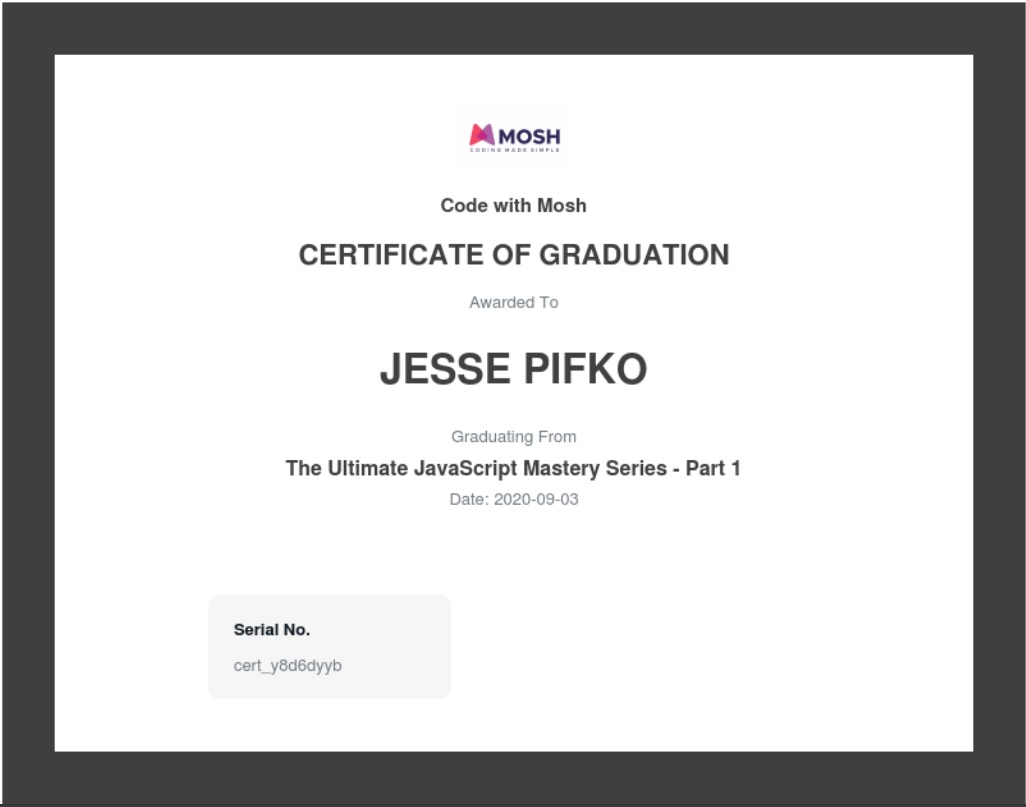 MOSH
CODING MADE SIMPLE
Code with Mosh
CERTIFICATE OF GRADUATION
Awarded To
JESSE PIFKO
Graduating From
The Ultimate JavaScript Mastery Series - Part 1
Date: 2020-09-03
Serial No.
cert_y8d6dyyb